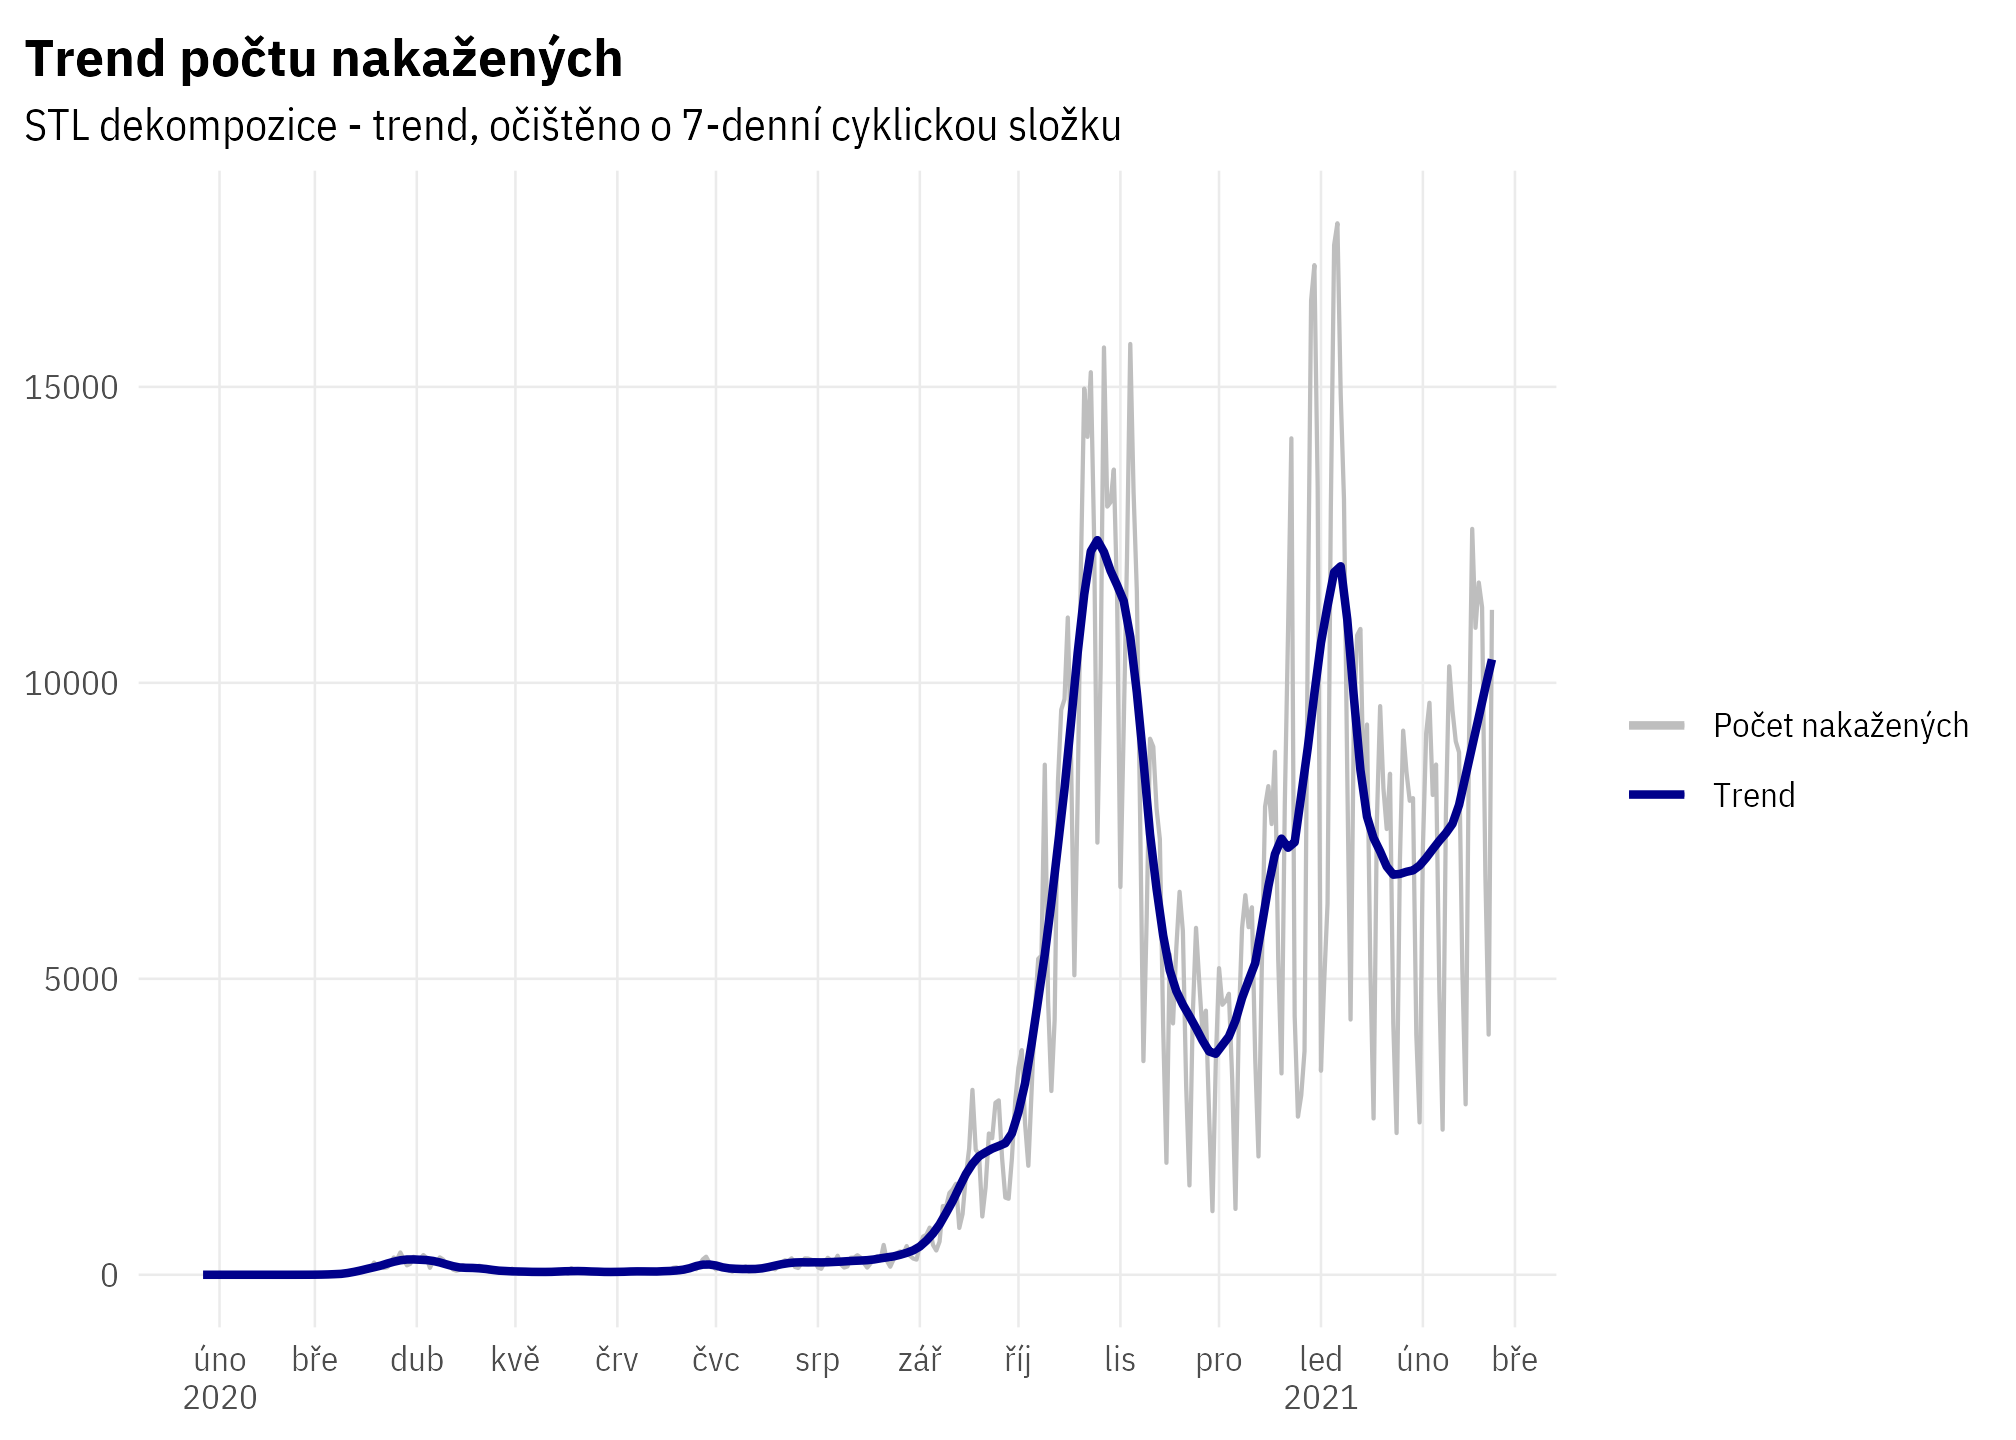 Trend počtu nakažených
STL dekompozice - trend, očištěno o 7-denní cyklickou složku
15000
10000
5000
0
úno bře dub kvě črv čvc srp zář říj lis pro led úno bře
2020 2021
Počet nakažených
Trend